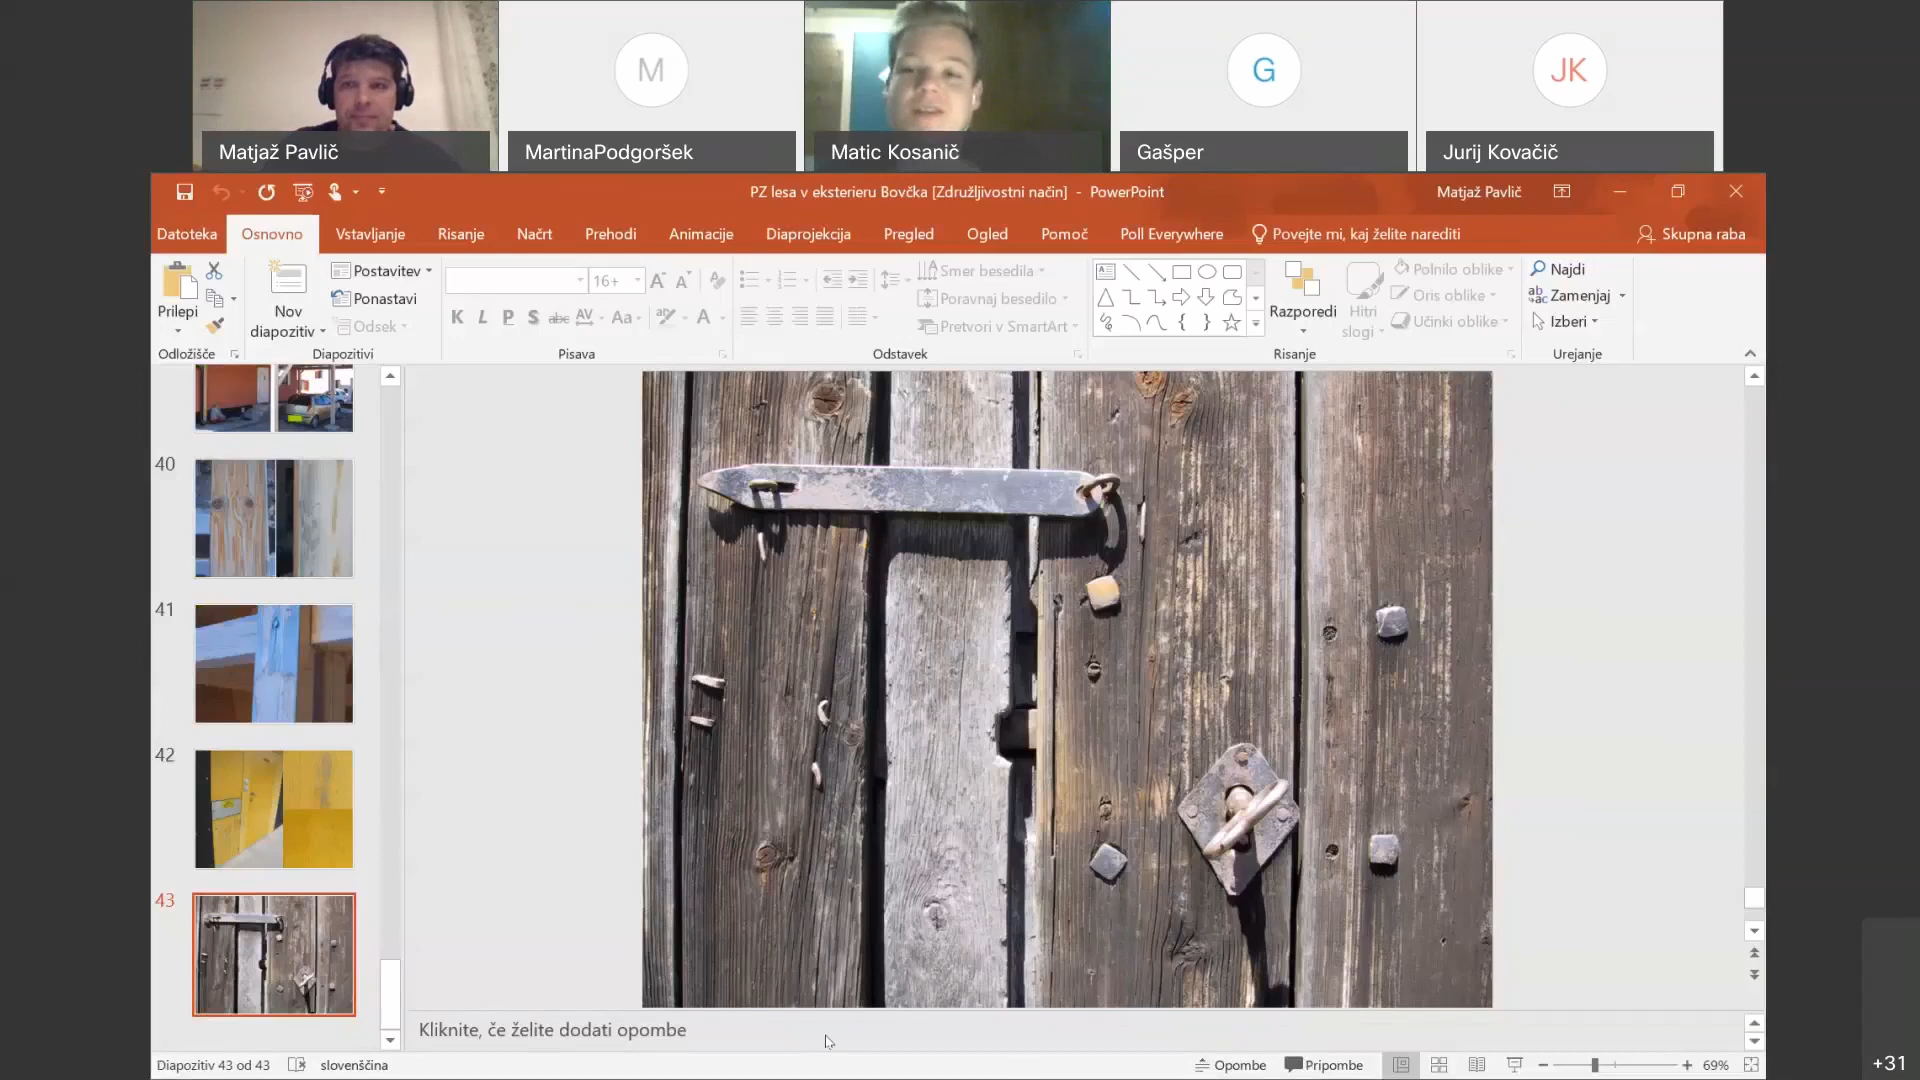 M
G
JK
Matjaž Pavlič
MartinaPodgoršek
Matic Kosanič
Gašper
Jurij Kovačič
PZ lesa v eksterieru Bovčka [Združljivostni način] - PowerPoint
Matjaž Pavlič
Datoteka
Osnovno
Vstavljanje
Risanje
Načrt
Prehodi
Animacije
Diaprojekcija
Pregled
Ogled
Pomoč
Poll Everywhere
Povejte mi, kaj želite narediti
Skupna raba
Prilepi
Odložišče
Nov
diapozitiv
Postavitev
Ponastavi
Odsek
Diapozitivi
16+
K L P S abc AV Aa A
Pisava
Smer besedila
Poravnaj besedilo
Pretvori v SmartArt
Odstavek
Razporedi
Hitri
slogi
Polnilo oblike
Oris oblike
Učinki oblike
Risanje
Najdi
Zamenjaj
Izberi
Urejanje
40
41
42
43
Kliknite, če želite dodati opombe
Diapozitiv 43 od 43
slovenščina
Opombe
Pripombe
69%
+31